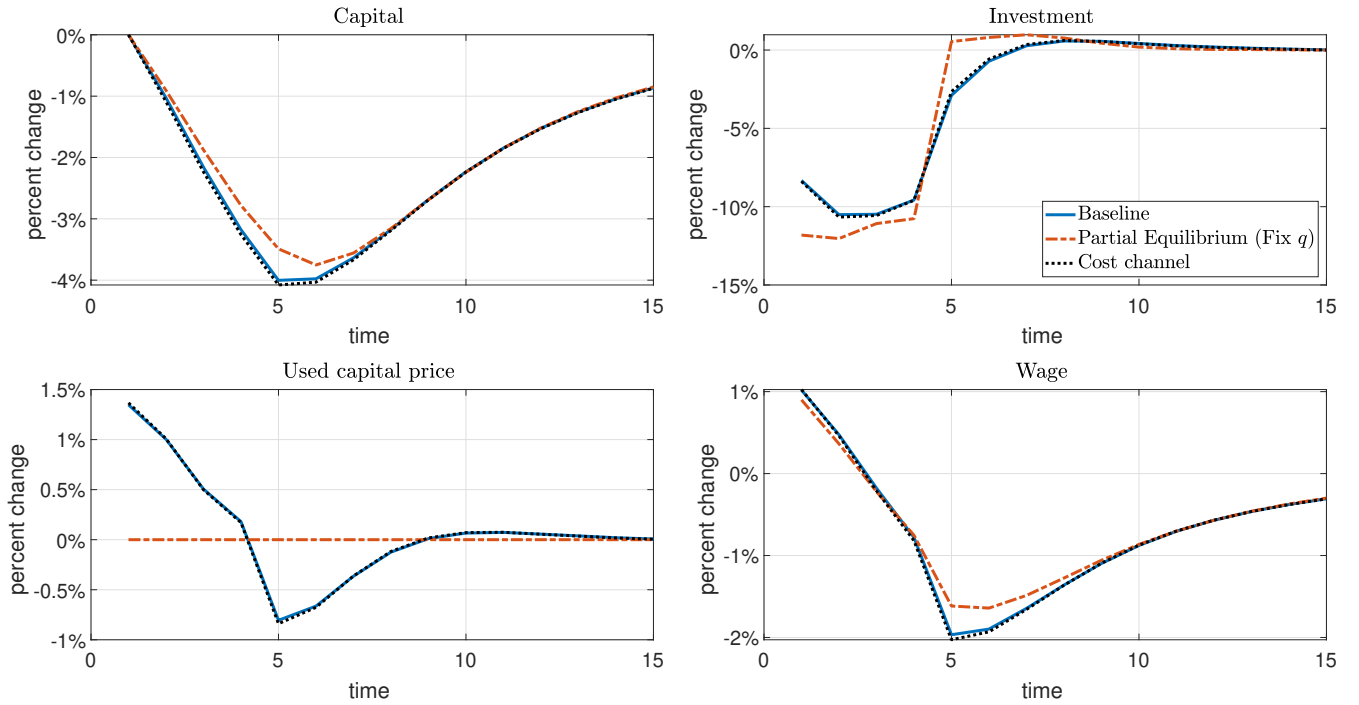 Capital
0%
-1%
-2%
-3%
-4%
percent change
0
5
10
15
time
Investment
0%
-5%
-10%
-15%
percent change
0
5
10
15
time
Baseline
Partial Equilibrium (Fix q)
Cost channel
Used capital price
1.5%
1%
0.5%
0%
-0.5%
-1%
percent change
0
5
10
15
time
Wage
1%
0%
-1%
-2%
percent change
0
5
10
15
time